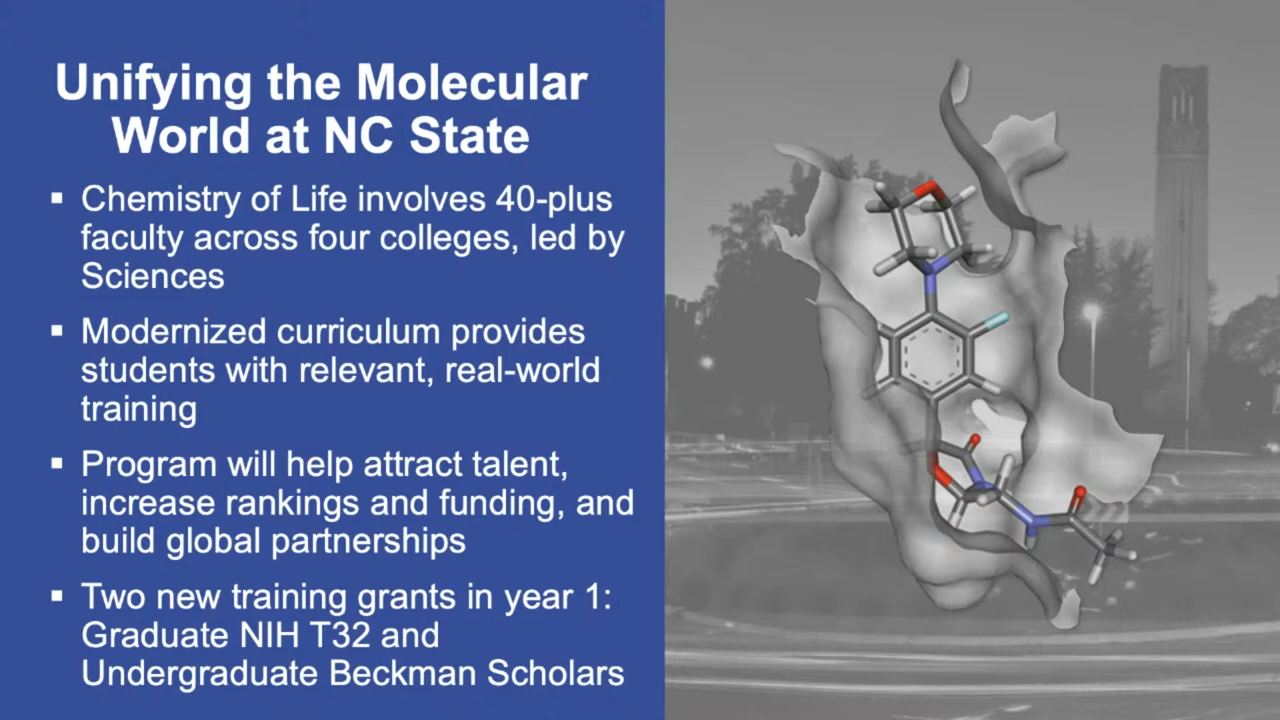 Unifying the Molecular
World at NC State
▪ Chemistry of Life involves 40-plus
faculty across four colleges, led by
Sciences
▪ Modernized curriculum provides
students with relevant, real-world
training
▪ Program will help attract talent,
increase rankings and funding, and
build global partnerships
▪ Two new training grants in year 1:
Graduate NIH T32 and
Undergraduate Beckman Scholars